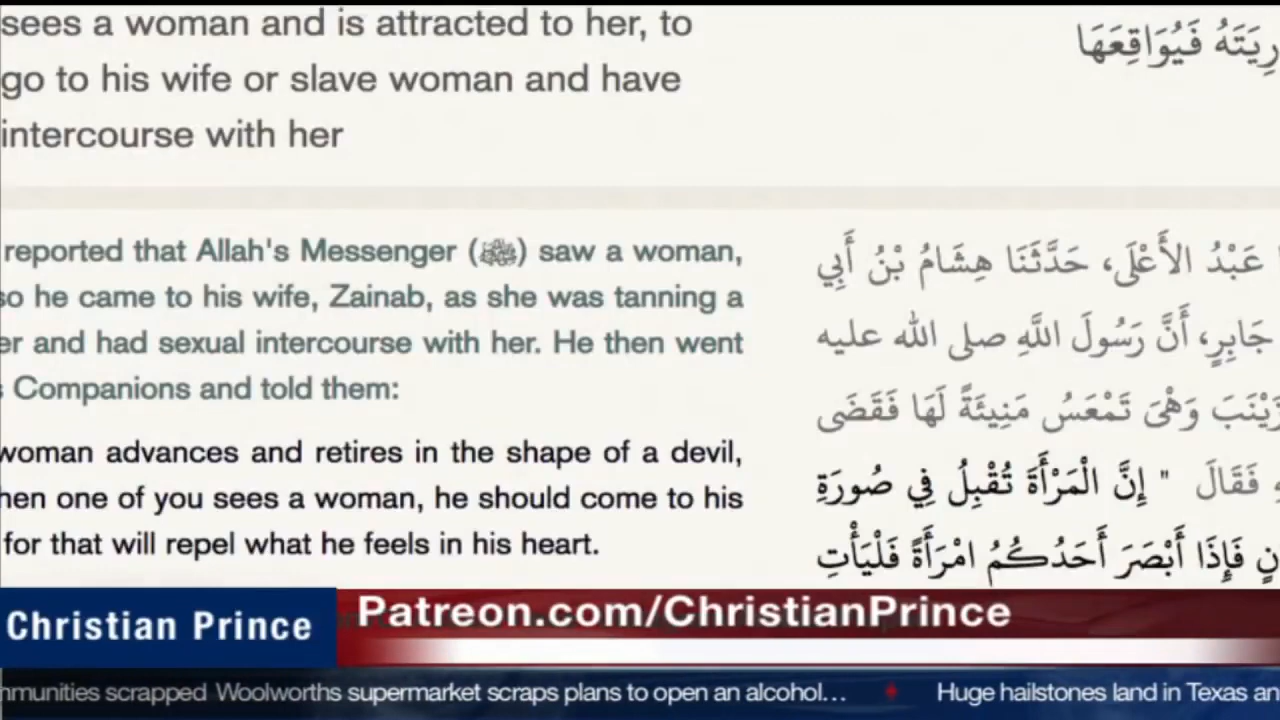 sees a woman and is attracted to her, to
go to his wife or slave woman and have
intercourse with her
رِيَتَهُ فَيُوَاقِعَهَا
reported that Allah's Messenger (ﷺ) saw a woman,
so he came to his wife, Zainab, as she was tanning a
er and had sexual intercourse with her. He then went
s Companions and told them:
woman advances and retires in the shape of a devil,
hen one of you sees a woman, he should come to his
for that will repel what he feels in his heart.
عَبْدُ الأَعْلَى، حَدَّثَنَا هِشَامُ بْنُ أَبِي
جَابِرٍ، أَنَّ رَسُولَ اللَّهِ صلى الله عليه
زَيْنَبَ وَهْىَ تَمْعَسُ مَنِيئَةً لَهَا فَقَضَى
فَقَالَ " إِنَّ الْمَرْأَةَ تُقْبِلُ فِي صُورَةِ
نٍ فَإِذَا أَبْصَرَ أَحَدُكُمُ امْرَأَةً فَلْيَأْتِ
Christian Prince
Patreon.com/ChristianPrince
mmunities scrapped Woolworths supermarket scraps plans to open an alcohol... Huge hailstones land in Texas an